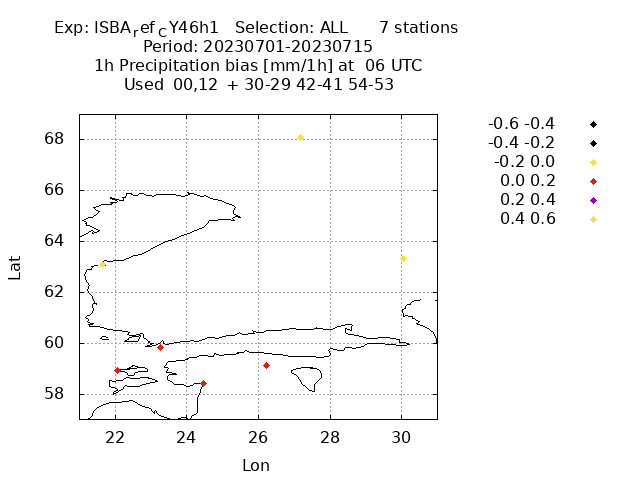 Exp: ISBA_ref_CY46h1 Selection: ALL 7 stations
Period: 20230701-20230715
1h Precipitation bias [mm/1h] at 06 UTC
Used 00,12 + 30-29 42-41 54-53
-0.6 -0.4
-0.4 -0.2
-0.2 0.0
0.0 0.2
0.2 0.4
0.4 0.6
68
66
64
62
60
58
Lat
22 24 26 28 30
Lon